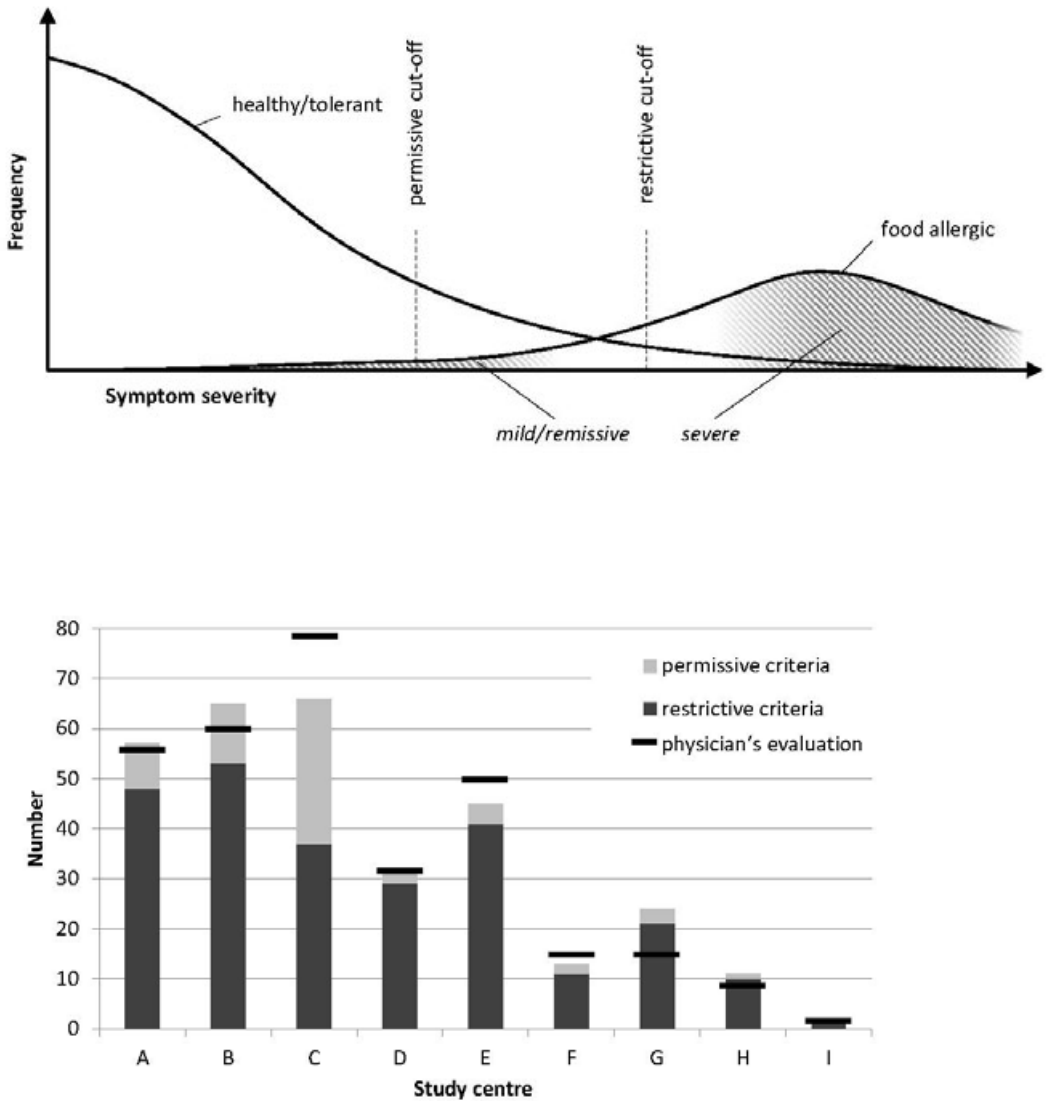 Frequency
healthy/tolerant
permissive cut-off
restrictive cut-off
food allergic
Symptom severity
mild/remissive
severe
Number
80
70
60
50
40
30
20
10
0
permissive criteria
restrictive criteria
physician's evaluation
A B C D E F G H I
Study centre